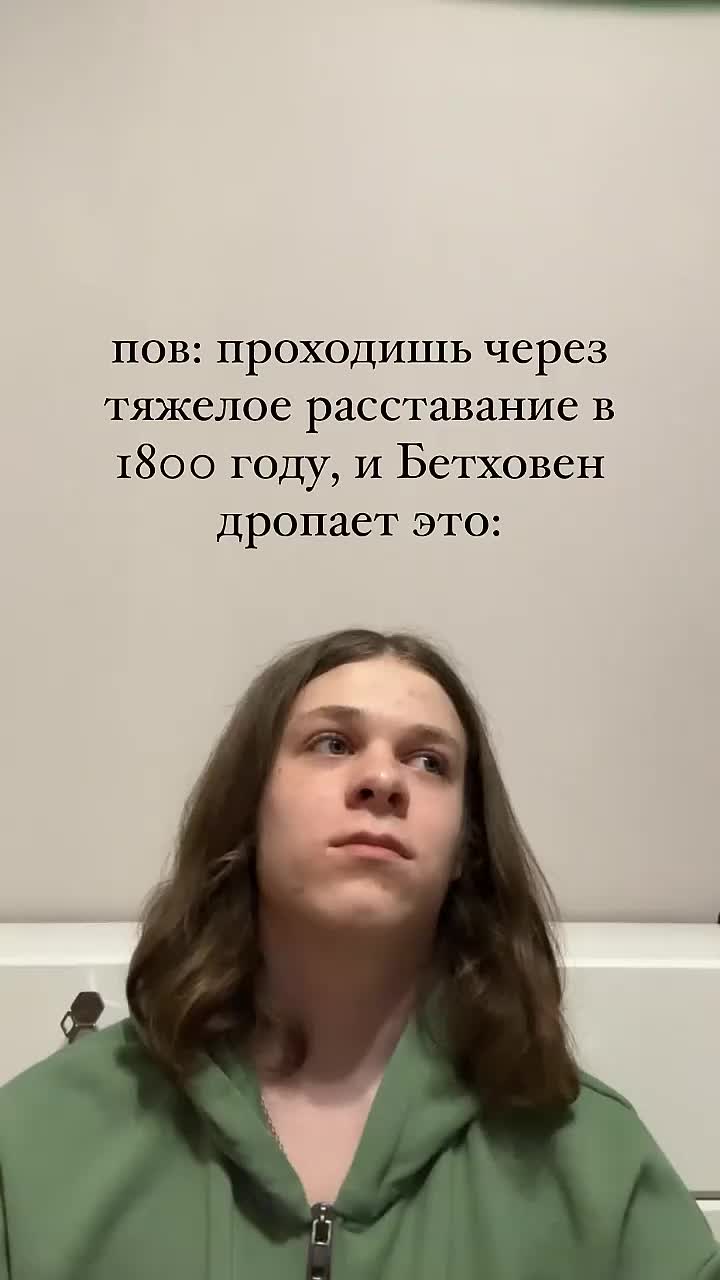 пов: проходишь через
тяжелое расставание в
1800 году, и Бетховен
дропает это: